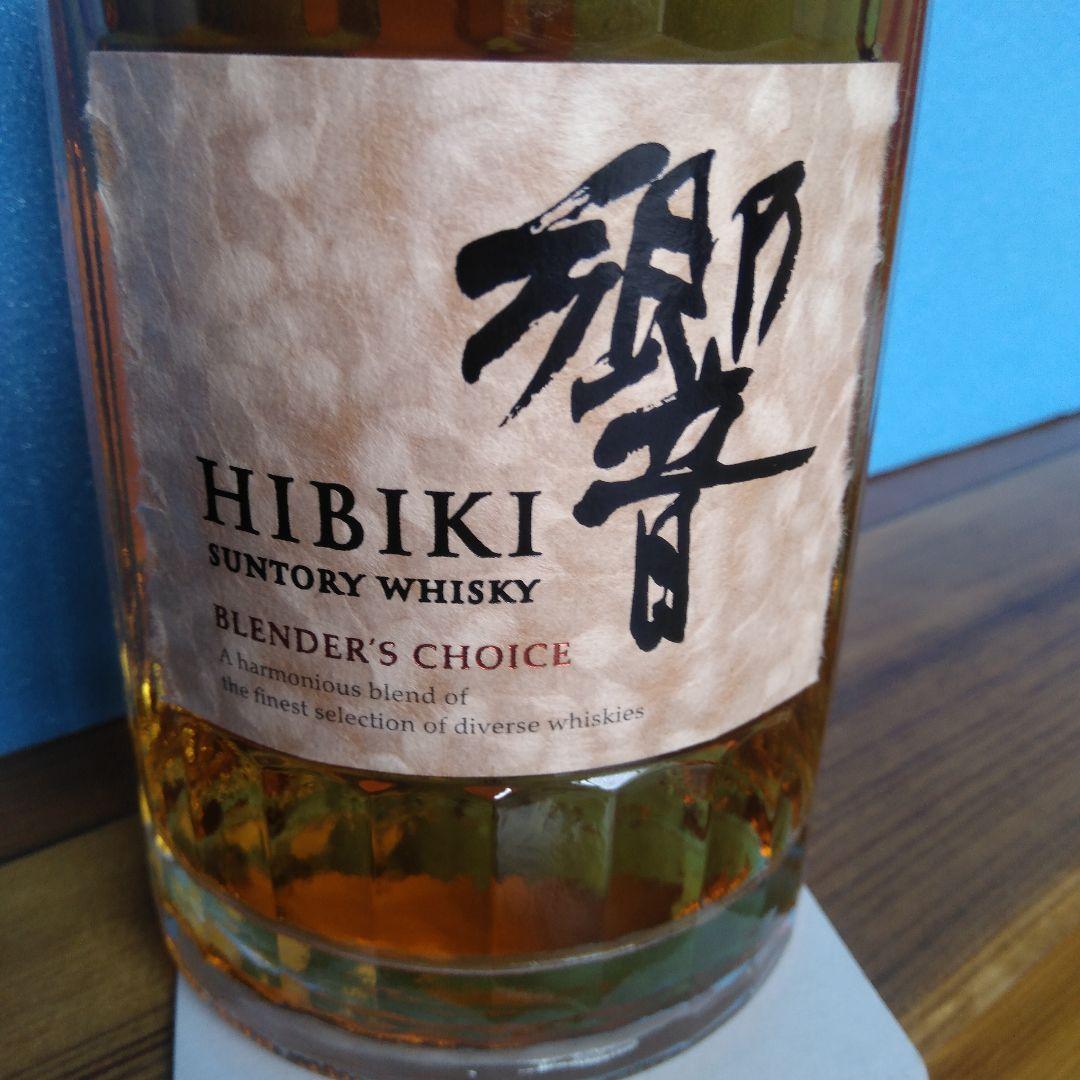 響
HIBIKI
SUNTORY WHISKY
BLENDER'S CHOICE
A harmonious blend of
the finest selection of diverse whiskies